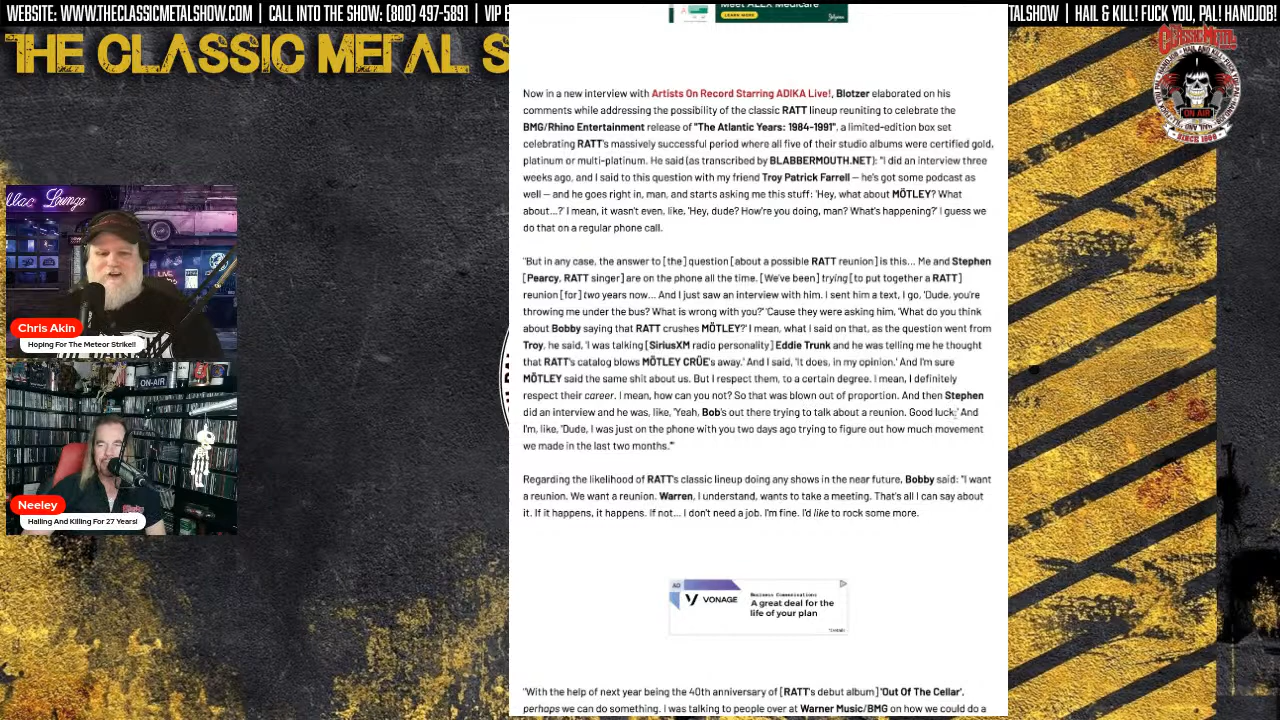 WEBSITE: WWW.THECLASSICMETALSHOW.COM | CALL INTO THE SHOW:
THE CLASSIC METAL S
HAIL & KILL
ON AIR
SINCE 1996
Meet ALEX Medicare
LEARN MORE
Now in a new interview with Artists On Record Starring ADIKA Live!, Blotzer elaborated on his
comments while addressing the possibility of the classic RATT lineup reuniting to celebrate the
BMG/Rhino Entertainment release of "The Atlantic Years: 1984-1991", a limited-edition box set
celebrating RATT's massively successful period where all five of their studio albums were certified gold,
platinum or multi-platinum. He said (as transcribed by BLABBERMOUTH.NET): "I did an interview three
weeks ago, and I said to this question with my friend Troy Patrick Farrell — he's got some podcast as
well — and he goes right in, man, and starts asking me this stuff: 'Hey, what about MÖTLEY? What
about…?' I mean, it wasn't even, like, 'Hey, dude? How're you doing, man? What's happening?' I guess we
do that on a regular phone call.
"But in any case, the answer to [the] question [about a possible RATT reunion] is this… Me and Stephen
[Pearcy, RATT singer] are on the phone all the time. [We've been] trying [to put together a RATT]
reunion [for] two years now… And I just saw an interview with him. I sent him a text, I go, 'Dude, you're
throwing me under the bus? What is wrong with you?' 'Cause they were asking him, 'What do you think
about Bobby saying that RATT crushes MÖTLEY?' I mean, what I said on that, as the question went from
Troy, he said, 'I was talking [SiriusXM radio personality] Eddie Trunk and he was telling me he thought
that RATT's catalog blows MÖTLEY CRÜE's away.' And I said, 'It does, in my opinion.' And I'm sure
MÖTLEY said the same shit about us. But I respect them, to a certain degree. I mean, I definitely
respect their career. I mean, how can you not? So that was blown out of proportion. And then Stephen
did an interview and he was, like, 'Yeah, Bob's out there trying to talk about a reunion. Good luck.' And
I'm, like, 'Dude, I was just on the phone with you two days ago trying to figure out how much movement
we made in the last two months.'"
Regarding the likelihood of RATT's classic lineup doing any shows in the near future, Bobby said: "I want
a reunion. We want a reunion. Warren, I understand, wants to take a meeting. That's all I can say about
it. If it happens, it happens. If not… I don't need a job. I'm fine. I'd like to rock some more.
AD
VONAGE
Business Communications
A great deal for the
life of your plan
"With the help of next year being the 40th anniversary of [RATT's debut album] 'Out Of The Cellar',
perhaps we can do something. I was talking to people over at Warner Music/BMG on how we could do a
Lounge
Chris Akin
Hoping For The Meteor Strike!!
ON-AIR
Neeley
Hailing And Killing For 27 Years!